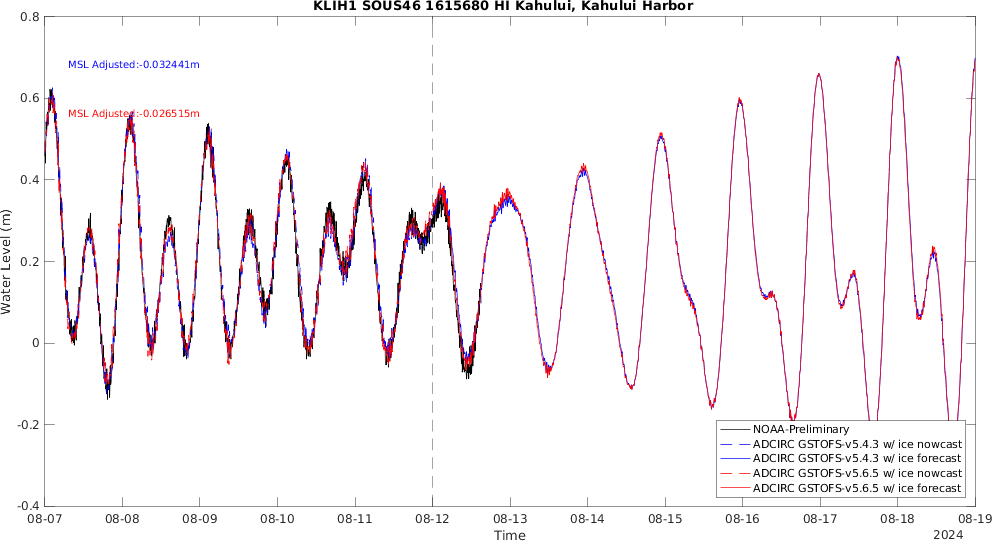 KLIH1 SOUS46 1615680 HI Kahului, Kahului Harbor
0.8
MSL Adjusted:-0.032441m
0.6
MSL Adjusted:-0.026515m
0.4
Water Level (m)
0.2
0
-0.2
NOAA-Preliminary
ADCIRC GSTOFS-v5.4.3 w/ ice nowcast
ADCIRC GSTOFS-v5.4.3 w/ ice forecast
ADCIRC GSTOFS-v5.6.5 w/ ice nowcast
ADCIRC GSTOFS-v5.6.5 w/ ice forecast
-0.4
08-07 08-08 08-09 08-10 08-11 08-12 08-13 08-14 08-15 08-16 08-17 08-18 08-19
Time
2024